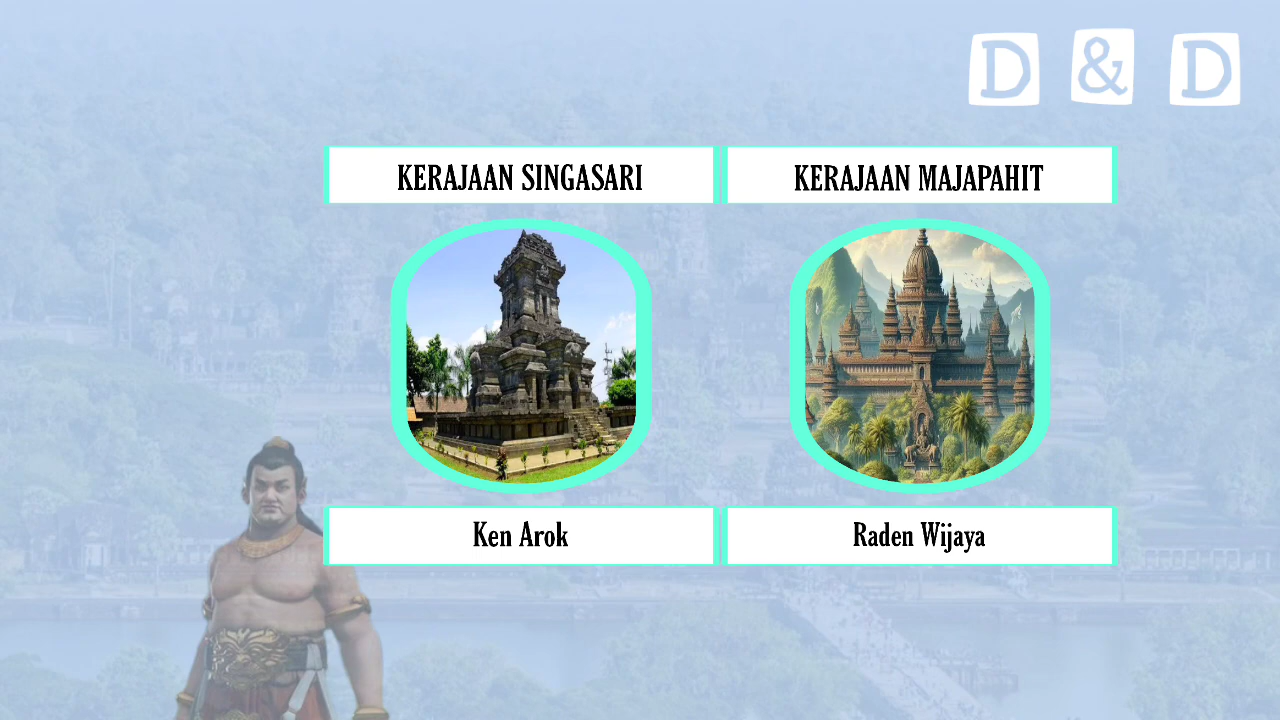 D & D
KERAJAAN SINGASARI
KERAJAAN MAJAPAHIT
Ken Arok
Raden Wijaya